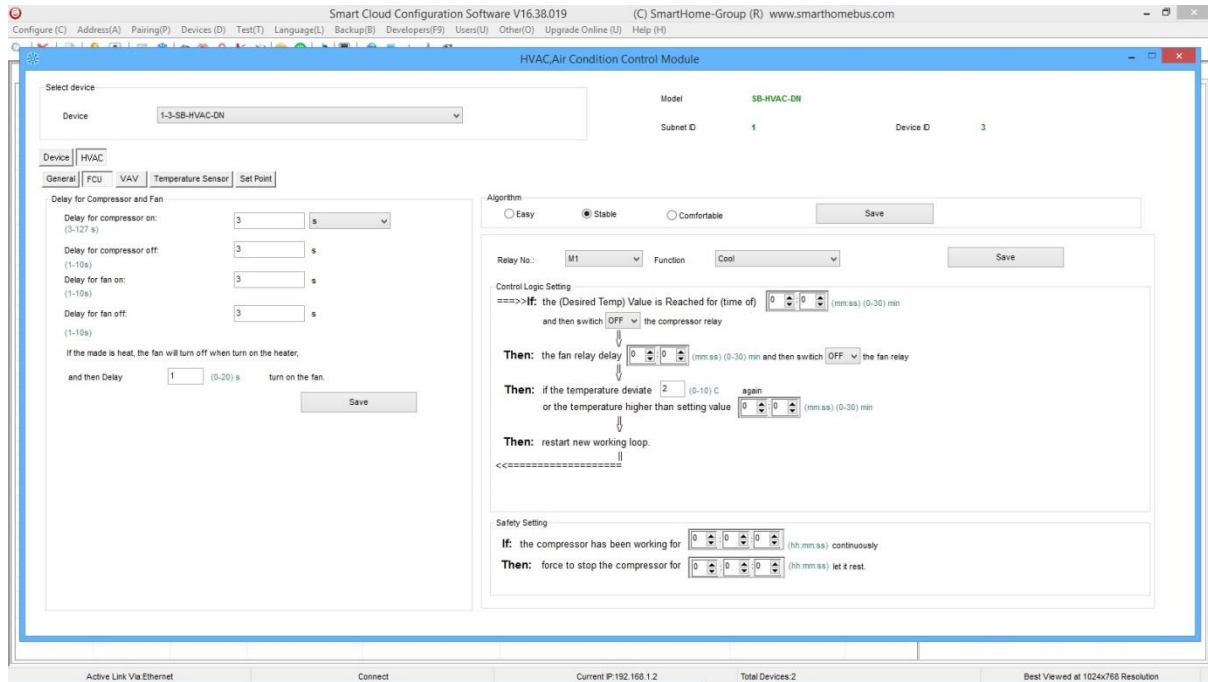 Smart Cloud Configuration Software V16.38.019 (C) SmartHome-Group (R) www.smarthomebus.com
Configure (C) Address(A) Pairing(P) Devices (D) Test(T) Language(L) Backup(B) Developers(F9) Users(U) Other(O) Upgrade Online (U) Help (H)
HVAC,Air Condition Control Module
Select device
Device 1-3-SB-HVAC-DN
Model SB-HVAC-DN
Subnet ID 1 Device ID 3
Device HVAC
General FCU VAV Temperature Sensor Set Point
Delay for Compressor and Fan
Delay for compressor on: 3 s
(3-127 s)
Delay for compressor off: 3 s
(1-10s)
Delay for fan on: 3 s
(1-10s)
Delay for fan off: 3 s
(1-10s)
If the made is heat, the fan will turn off when turn on the heater,
and then Delay 1 (0-20) s turn on the fan.
Save
Algorithm
Easy Stable Comfortable Save
Relay No.: M1 Function Cool Save
Control Logic Setting
===>>If: the (Desired Temp) Value is Reached for (time of) 0 : 0 (mm:ss) (0-30) min
and then switich OFF the compressor relay
Then: the fan relay delay 0 : 0 (mm:ss) (0-30) min and then switich OFF the fan relay
Then: if the temperature deviate 2 (0-10) C again
or the temperature higher than setting value 0 : 0 (mm:ss) (0-30) min
Then: restart new working loop.
<<===================
Safety Setting
If: the compressor has been working for 0 : 0 : 0 (hh:mm:ss) continuously
Then: force to stop the compressor for 0 : 0 : 0 (hh:mm:ss) let it rest.
Active Link Via:Ethernet Connect Current IP:192.168.1.2 Total Devices:2 Best Viewed at 1024x768 Resolution